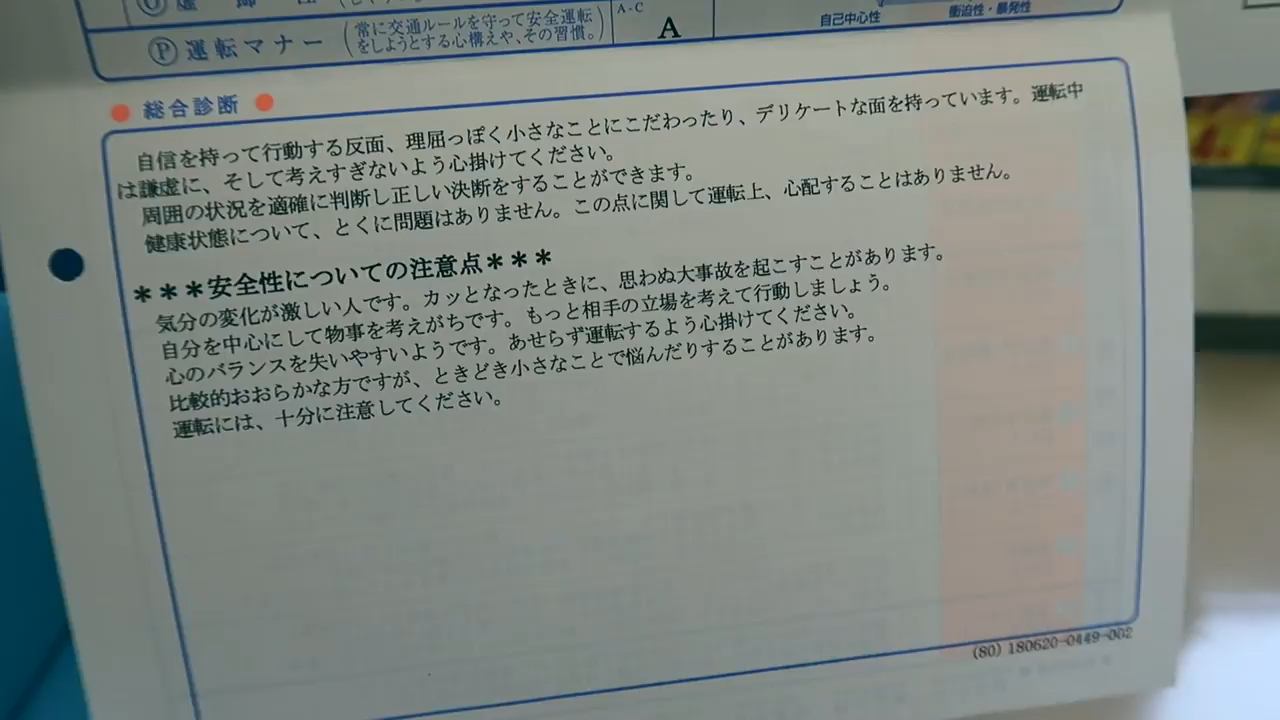 Ⓟ 運転マナー (常に交通ルールを守って安全運転をしようとする心構えや、その習慣。)
A-C
A
自己中心性
衝迫性・暴発性
総合診断
自信を持って行動する反面、理屈っぽく小さなことにこだわったり、デリケートな面を持っています。運転中
は謙虚に、そして考えすぎないよう心掛けてください。
周囲の状況を適確に判断し正しい決断をすることができます。
健康状態について、とくに問題はありません。この点に関して運転上、心配することはありません。
＊＊＊安全性についての注意点＊＊＊
気分の変化が激しい人です。カッとなったときに、思わぬ大事故を起こすことがあります。
自分を中心にして物事を考えがちです。もっと相手の立場を考えて行動しましょう。
心のバランスを失いやすいようです。あせらず運転するよう心掛けてください。
比較的おおらかな方ですが、ときどき小さなことで悩んだりすることがあります。
運転には、十分に注意してください。
(80) 180620-0449-002